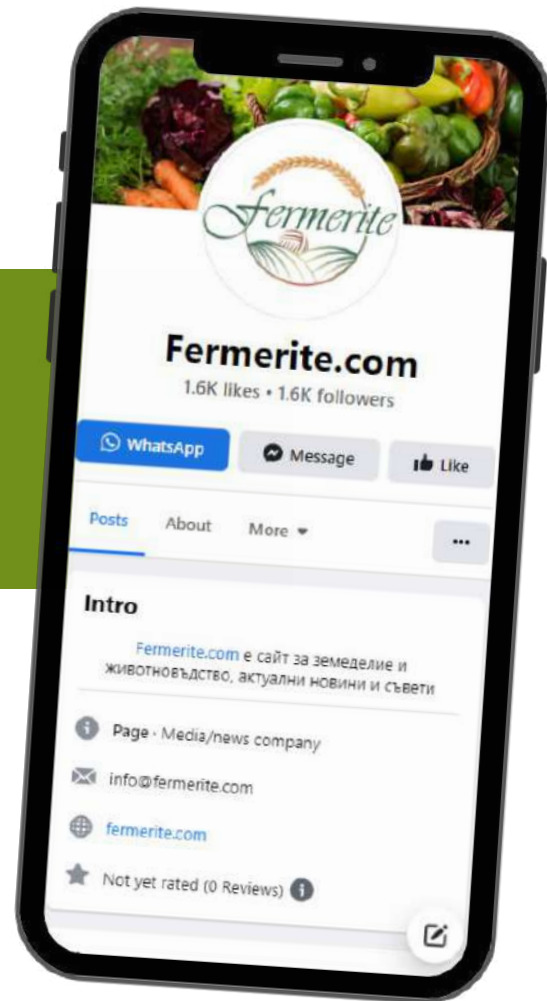 Fermerite
Fermerite.com
1.6K likes • 1.6K followers
WhatsApp
Message
Like
Posts
About
More
Intro
Fermerite.com е сайт за земеделие и
животновъдство, актуални новини и съвети
Page · Media/news company
info@fermerite.com
fermerite.com
Not yet rated (0 Reviews)